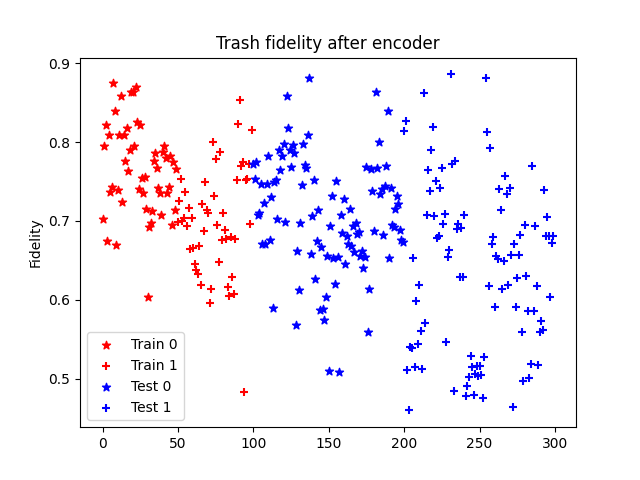 Trash fidelity after encoder
Fidelity
0.9
0.8
0.7
0.6
0.5
Train 0
Train 1
Test 0
Test 1
0 50 100 150 200 250 300